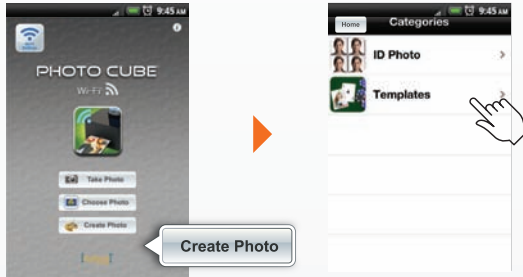 9:45 AM
PHOTO CUBE
Wi-Fi
Take Photo
Choose Photo
Create Photo
Create Photo
9:45 AM
Home
Categories
ID Photo
Templates